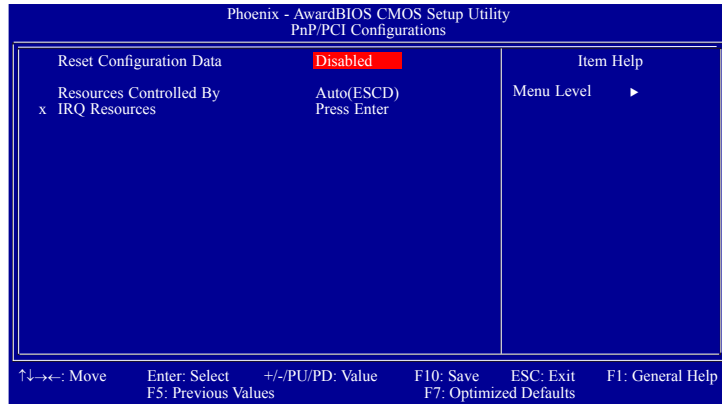 Phoenix - AwardBIOS CMOS Setup Utility
PnP/PCI Configurations
Reset Configuration Data Disabled
Resources Controlled By Auto(ESCD)
x IRQ Resources Press Enter
Item Help
Menu Level ►
↑↓→←: Move Enter: Select +/-/PU/PD: Value F10: Save ESC: Exit F1: General Help
F5: Previous Values F7: Optimized Defaults